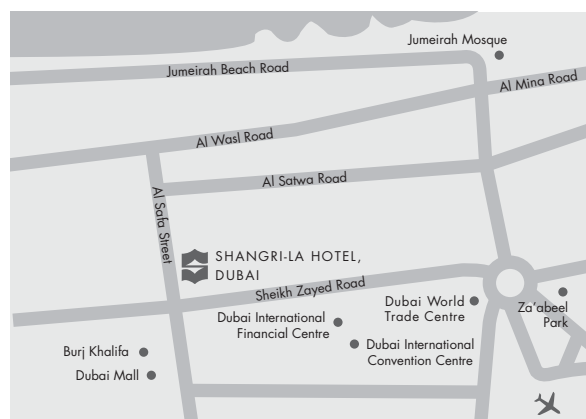 Jumeirah Mosque
Jumeirah Beach Road
Al Mina Road
Al Wasl Road
Al Satwa Road
Al Safa Street
SHANGRI-LA HOTEL,
DUBAI
Sheikh Zayed Road
Dubai World
Trade Centre
Za'abeel
Park
Dubai International
Financial Centre
Dubai International
Convention Centre
Burj Khalifa
Dubai Mall